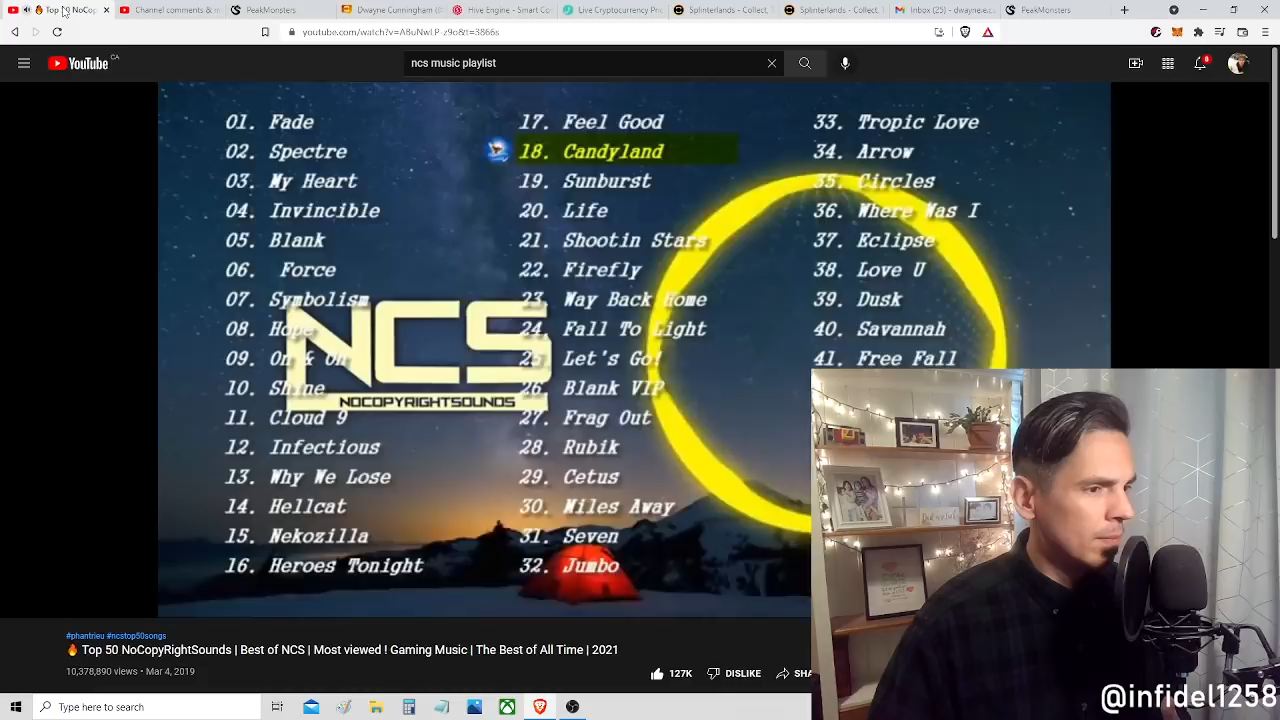 Top 50 NoCop
Channel comments & m
PeakMonsters
Dwayne Cunningham (
Hive Engine - Smart Co
Live Cryptocurrency Pri
Splinterlands - Collect, T
Splinterlands - Collect, T
Inbox (25) - dwayne.c
PeakMonsters
YouTube CA
ncs music playlist
01. Fade
02. Spectre
03. My Heart
04. Invincible
05. Blank
06. Force
07. Symbolism
08. Hope
09. On & On
10. Shine
11. Cloud 9
12. Infectious
13. Why We Lose
14. Hellcat
15. Nekozilla
16. Heroes Tonight
17. Feel Good
18. Candyland
19. Sunburst
20. Life
21. Shootin Stars
22. Firefly
23. Way Back Home
24. Fall To Light
25. Let's Go!
26. Blank VIP
27. Frag Out
28. Rubik
29. Cetus
30. Miles Away
31. Seven
32. Jumbo
33. Tropic Love
34. Arrow
35. Circles
36. Where Was I
37. Eclipse
38. Love U
39. Dusk
40. Savannah
41. Free Fall
NCS
NOCOPYRIGHTSOUNDS
#phantrieu #ncstop50songs
🔥 Top 50 NoCopyRightSounds | Best of NCS | Most viewed ! Gaming Music | The Best of All Time | 2021
10,378,890 views • Mar 4, 2019
127K DISLIKE SHA
Type here to search
@infidel1258